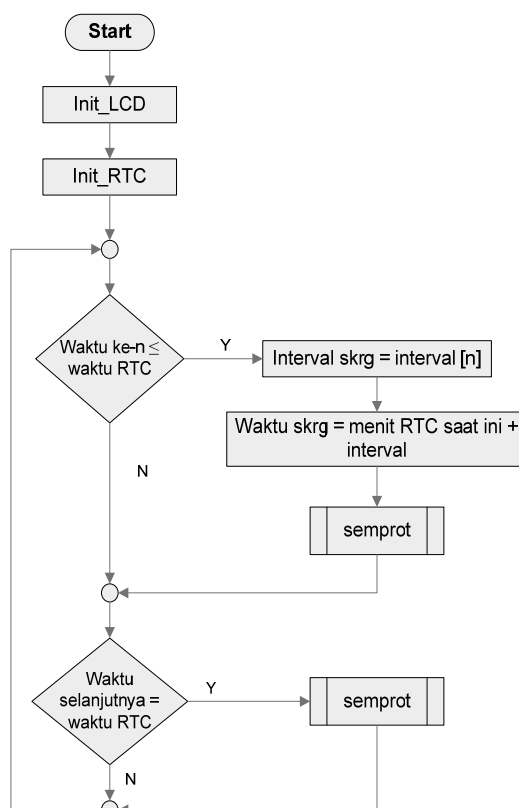 Start
Init_LCD
Init_RTC
Waktu ke-n ≤
waktu RTC
Y
Interval skrg = interval [n]
Waktu skrg = menit RTC saat ini +
interval
N
semprot
Waktu
selanjutnya =
waktu RTC
Y
semprot
N